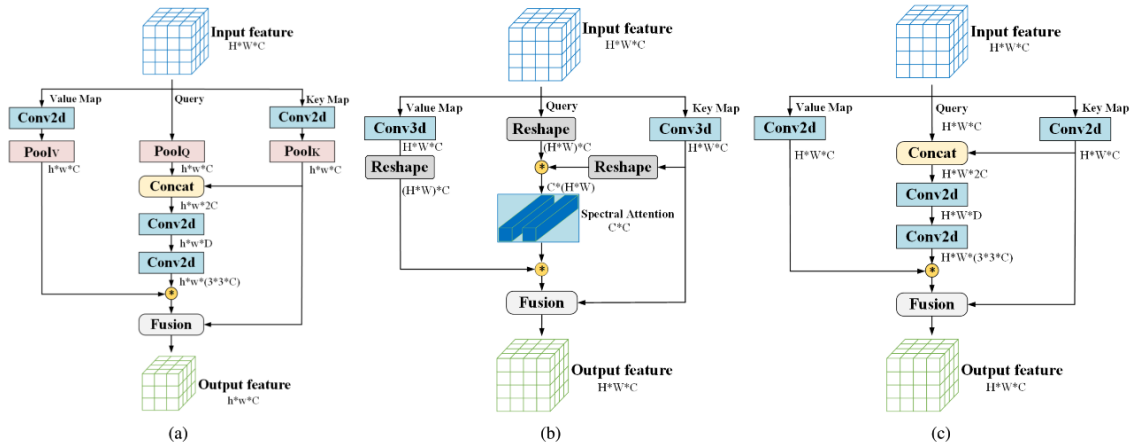 Input feature
H*W*C
Value Map
Query
Key Map
Conv2d
Conv2d
PoolV
PoolQ
PoolK
h*w*C
h*w*C
h*w*C
Concat
h*w*2C
Conv2d
h*w*D
Conv2d
h*w*(3*3*C)
*
Fusion
Output feature
h*w*C
(a)
Input feature
H*W*C
Value Map
Query
Key Map
Conv3d
Reshape
Conv3d
H*W*C
(H*W)*C
H*W*C
Reshape
*
Reshape
(H*W)*C
C*(H*W)
Spectral Attention
C*C
*
Fusion
Output feature
H*W*C
(b)
Input feature
H*W*C
Value Map
Query
Key Map
H*W*C
Conv2d
Conv2d
H*W*C
Concat
H*W*C
H*W*2C
Conv2d
H*W*D
Conv2d
H*W*(3*3*C)
*
Fusion
Output feature
H*W*C
(c)